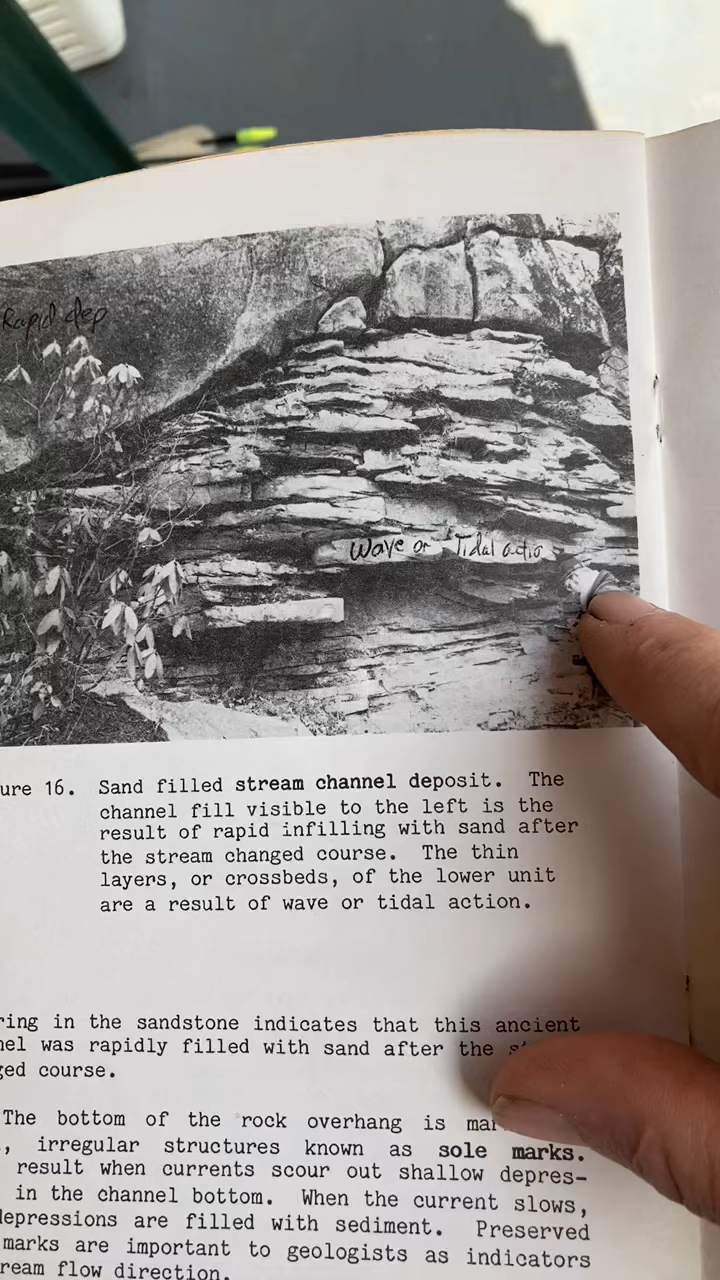 Rapid dep
Wave or Tidal actio
ure 16. Sand filled stream channel deposit. The
channel fill visible to the left is the
result of rapid infilling with sand after
the stream changed course. The thin
layers, or crossbeds, of the lower unit
are a result of wave or tidal action.
ring in the sandstone indicates that this ancient
nel was rapidly filled with sand after the
ged course.
The bottom of the rock overhang is
, irregular structures known as sole marks.
result when currents scour out shallow depres-
in the channel bottom. When the current slows,
depressions are filled with sediment. Preserved
marks are important to geologists as indicators
ream flow direction.